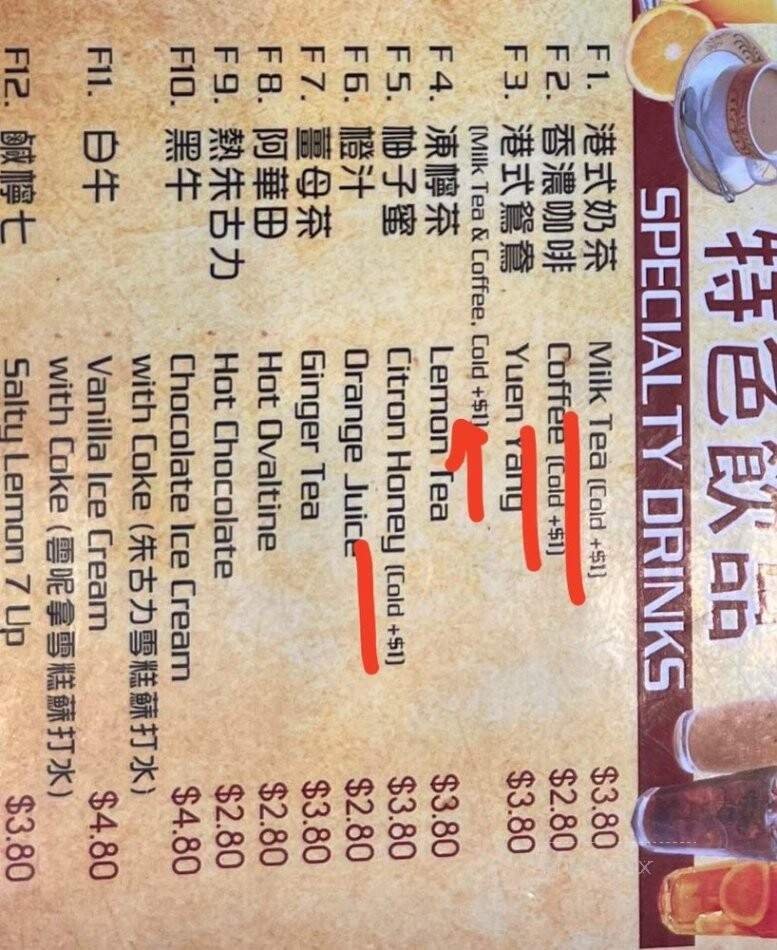 特色飲品
SPECIALTY DRINKS
F1. 港式奶茶 Milk Tea (Cold +$1) $3.80
F2. 香濃咖啡 Coffee (Cold +$1) $2.80
F3. 港式鴛鴦 Yuen Yang $3.80
(Milk Tea & Coffee, Cold +$1)
F4. 凍檸茶 Lemon Tea $3.80
F5. 柚子蜜 Citron Honey (Cold +$1) $3.80
F6. 橙汁 Orange Juice $2.80
F7. 薑母茶 Ginger Tea $3.80
F8. 阿華田 Hot Ovaltine $2.80
F9. 熱朱古力 Hot Chocolate $2.80
F10. 黑牛 Chocolate Ice Cream $4.80
with Coke (朱古力雪糕蘇打水)
F11. 白牛 Vanilla Ice Cream $4.80
with Coke (雲呢拿雪糕蘇打水)
F12. 鹹檸七 Salty Lemon 7 Up $3.80